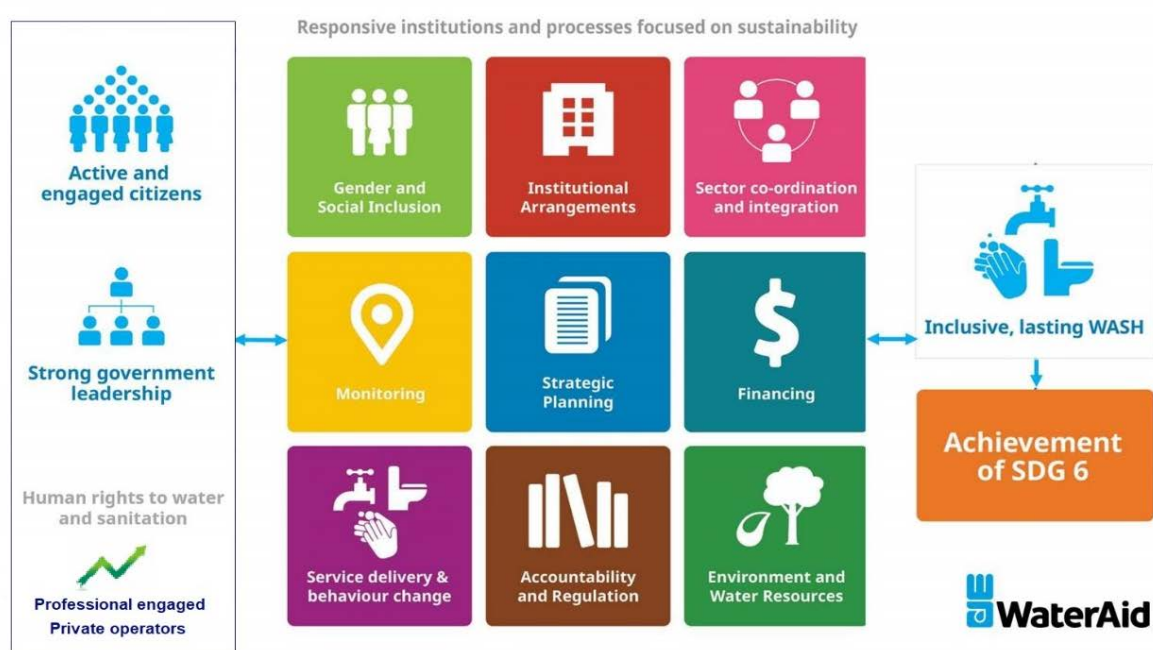 Responsive institutions and processes focused on sustainability
Active and
engaged citizens
Strong government
leadership
Human rights to water
and sanitation
Professional engaged
Private operators
Gender and
Social Inclusion
Institutional
Arrangements
Sector co-ordination
and integration
Monitoring
Strategic
Planning
$
Financing
Service delivery &
behaviour change
Accountability
and Regulation
Environment and
Water Resources
Inclusive, lasting WASH
Achievement
of SDG 6
WaterAid